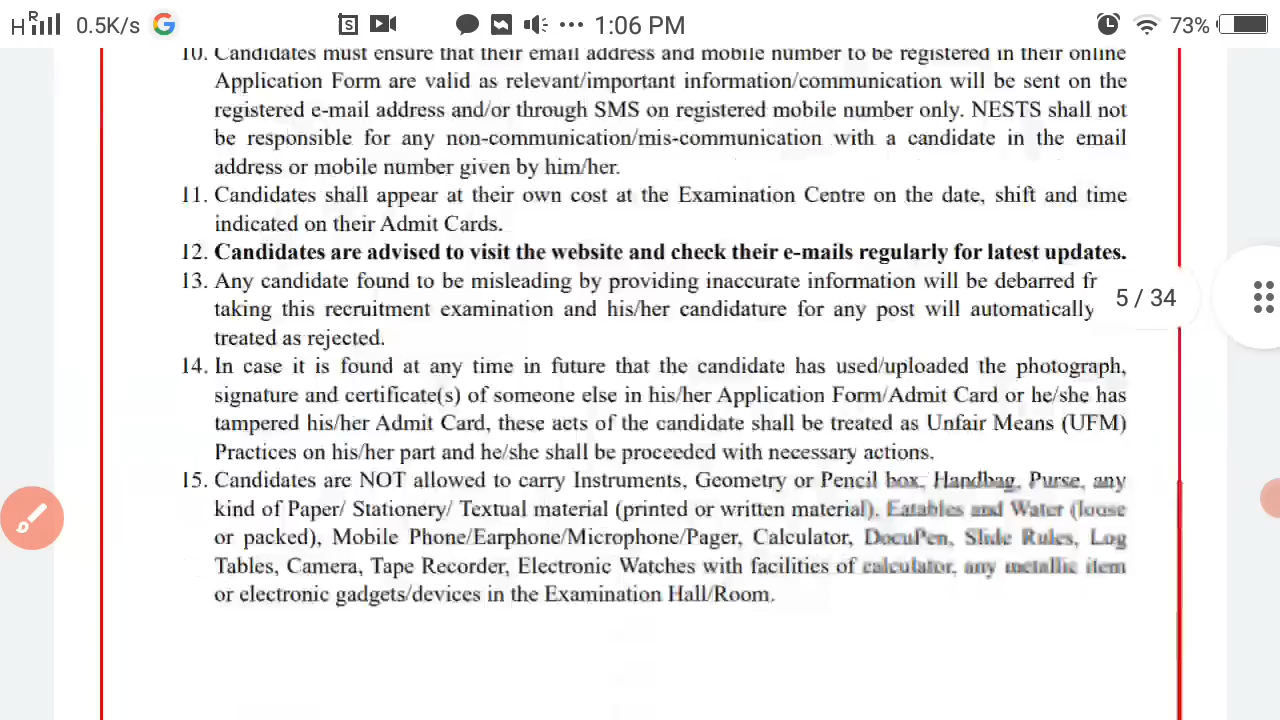 H R 0.5K/s G S 1:06 PM 73%
10. Candidates must ensure that their email address and mobile number to be registered in their online
Application Form are valid as relevant/important information/communication will be sent on the
registered e-mail address and/or through SMS on registered mobile number only. NESTS shall not
be responsible for any non-communication/mis-communication with a candidate in the email
address or mobile number given by him/her.
11. Candidates shall appear at their own cost at the Examination Centre on the date, shift and time
indicated on their Admit Cards.
12. Candidates are advised to visit the website and check their e-mails regularly for latest updates.
13. Any candidate found to be misleading by providing inaccurate information will be debarred fr
5 / 34
taking this recruitment examination and his/her candidature for any post will automatically
treated as rejected.
14. In case it is found at any time in future that the candidate has used/uploaded the photograph,
signature and certificate(s) of someone else in his/her Application Form/Admit Card or he/she has
tampered his/her Admit Card, these acts of the candidate shall be treated as Unfair Means (UFM)
Practices on his/her part and he/she shall be proceeded with necessary actions.
15. Candidates are NOT allowed to carry Instruments, Geometry or Pencil box, Handbag, Purse, any
kind of Paper/ Stationery/ Textual material (printed or written material). Eatables and Water (loose
or packed), Mobile Phone/Earphone/Microphone/Pager, Calculator, DocuPen, Slide Rules, Log
Tables, Camera, Tape Recorder, Electronic Watches with facilities of calculator, any metallic item
or electronic gadgets/devices in the Examination Hall/Room.